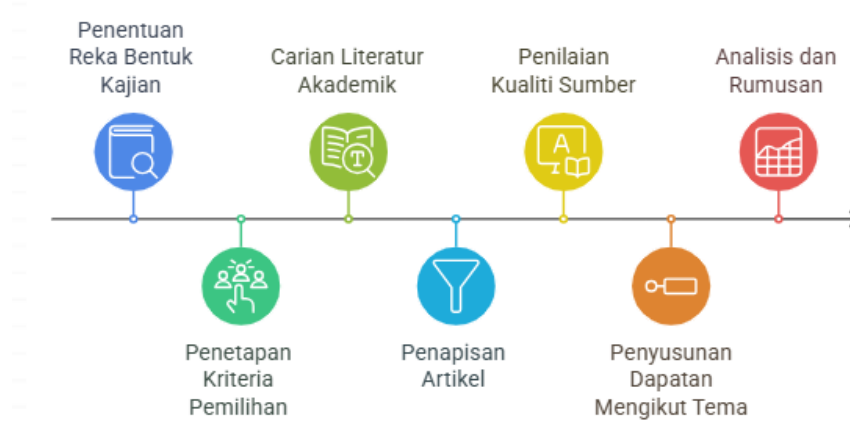 Penentuan
Reka Bentuk
Kajian
Carian Literatur
Akademik
Penilaian
Kualiti Sumber
Analisis dan
Rumusan
T
A
Penetapan
Kriteria
Pemilihan
Penapisan
Artikel
Penyusunan
Dapatan
Mengikut Tema